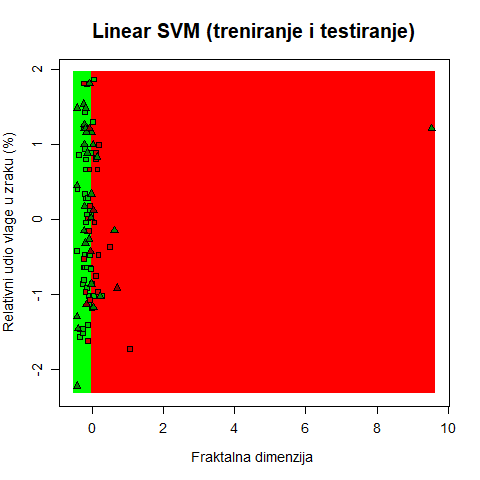 Linear SVM (treniranje i testiranje)
Relativni udio vlage u zreku (%)
2
1
0
-1
-2
0 2 4 6 8 10
Fraktalna dimenzija